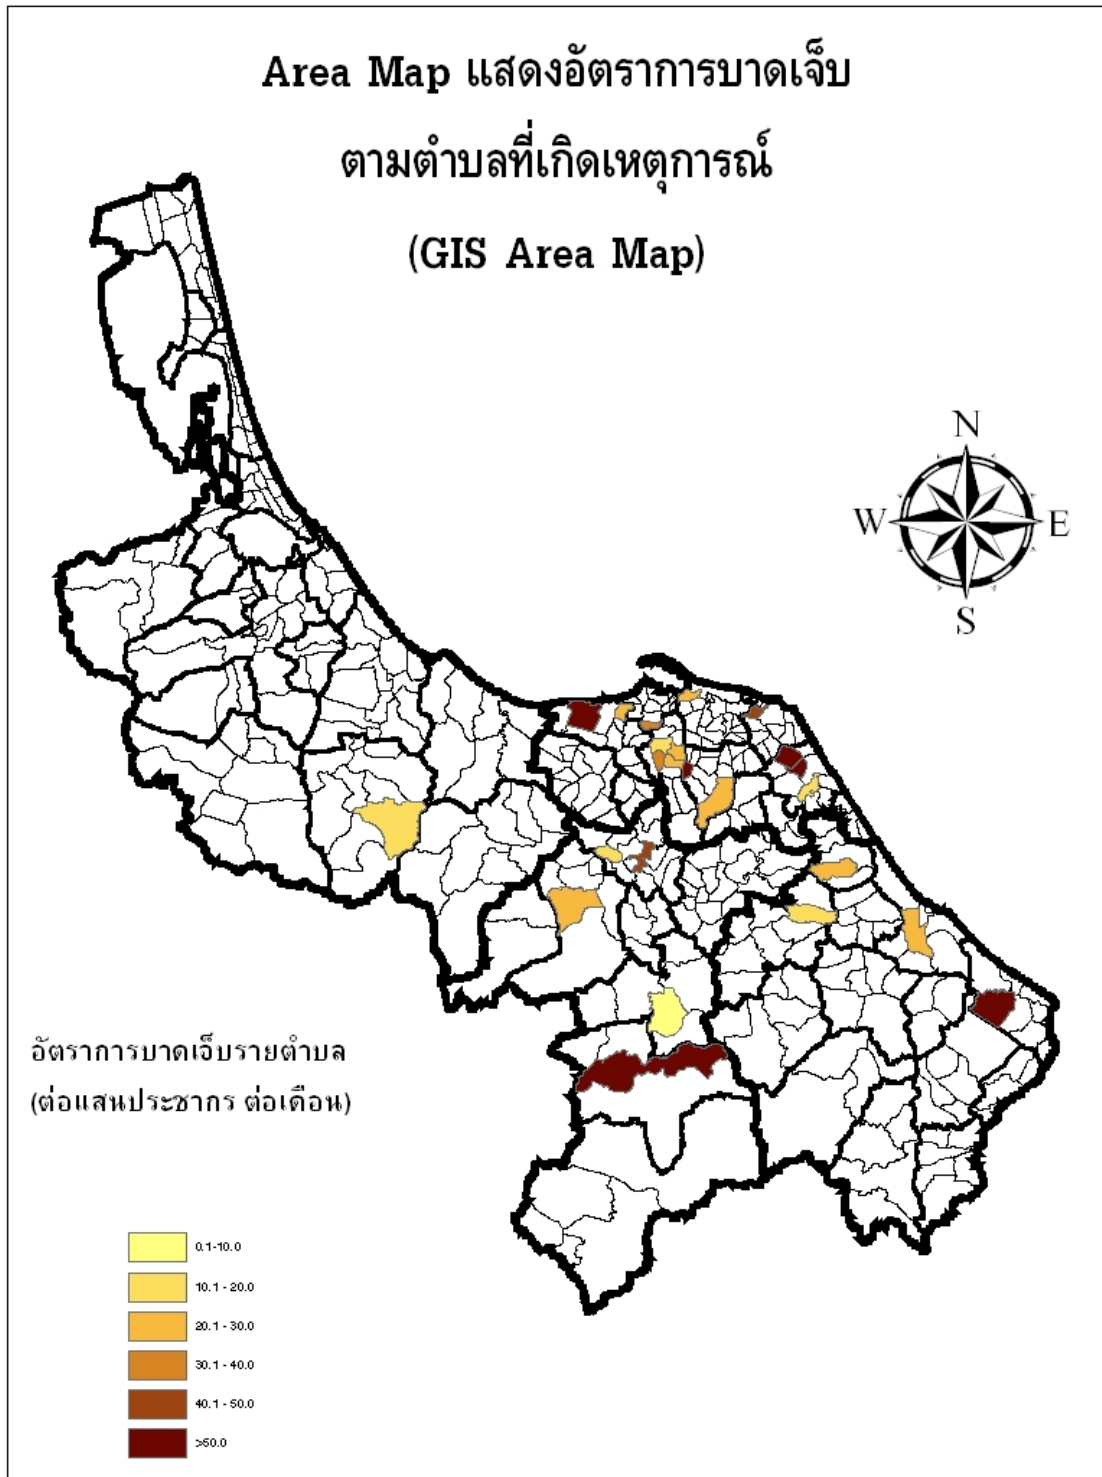 Area Map แสดงอัตราการบาดเจ็บ
ตามตำบลที่เกิดเหตุการณ์
(GIS Area Map)
N
W
E
S
อัตราการบาดเจ็บรายตำบล
(ต่อแสนประชากร ต่อเดือน)
0.1-10.0
10.1 - 20.0
20.1 - 30.0
30.1 - 40.0
40.1 - 50.0
>50.0